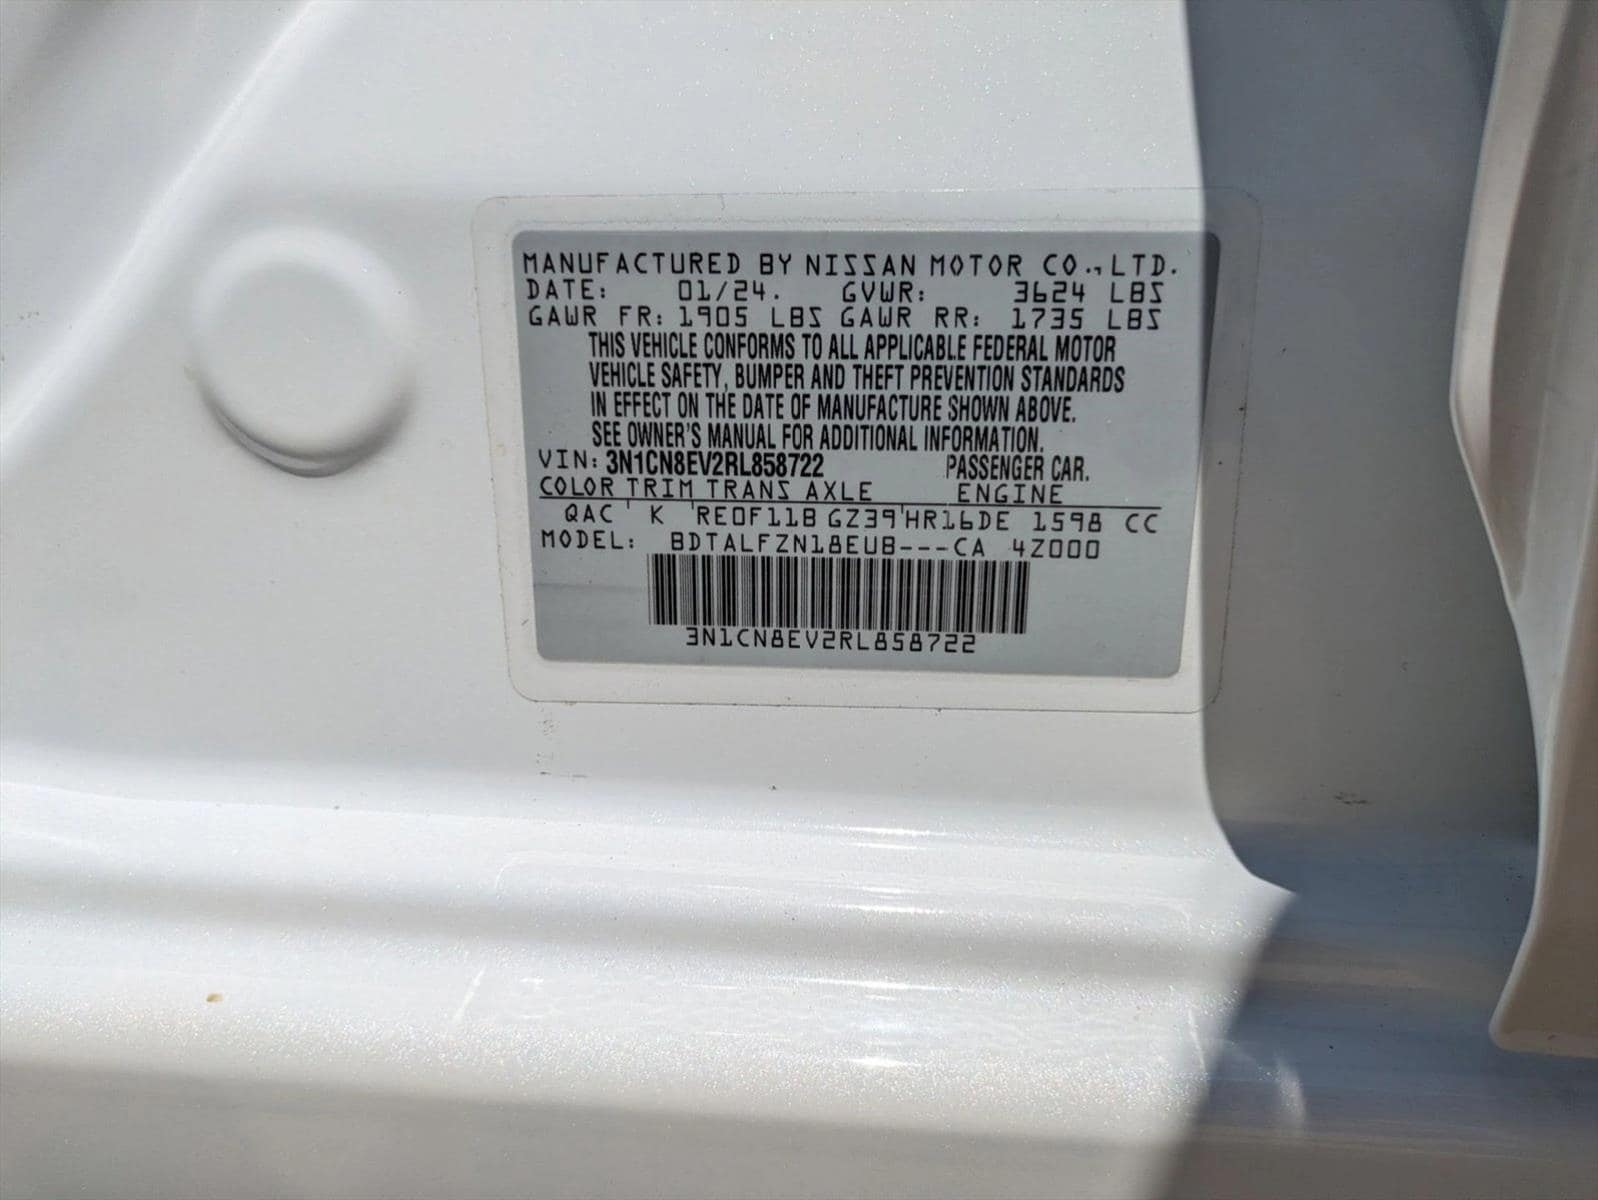 MANUFACTURED BY NISSAN MOTOR CO.,LTD.
DATE: 01/24. GVWR: 3624 LBS
GAWR FR: 1905 LBS GAWR RR: 1735 LBS
THIS VEHICLE CONFORMS TO ALL APPLICABLE FEDERAL MOTOR
VEHICLE SAFETY, BUMPER AND THEFT PREVENTION STANDARDS
IN EFFECT ON THE DATE OF MANUFACTURE SHOWN ABOVE.
SEE OWNER'S MANUAL FOR ADDITIONAL INFORMATION.
VIN: 3N1CN8EV2RL858722 PASSENGER CAR.
COLOR TRIM TRANS AXLE ENGINE
QAC K RE0F11B GZ39 HR16DE 1598 CC
MODEL: BDTALFZN18EUB---CA 4Z000
3N1CN8EV2RL858722